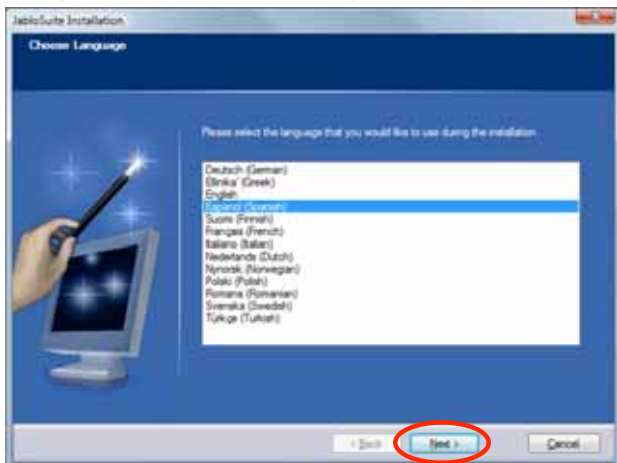 JabloSuite Installation
Choose Language
Please select the language that you would like to use during the installation
Deutsch (German)
Ellinika' (Greek)
English
Español (Spanish)
Suomi (Finnish)
Français (French)
Italiano (Italian)
Nederlands (Dutch)
Nynorsk (Norwegian)
Polski (Polish)
Romana (Romanian)
Svenska (Swedish)
Türkçe (Turkish)
< Back
Next >
Cancel